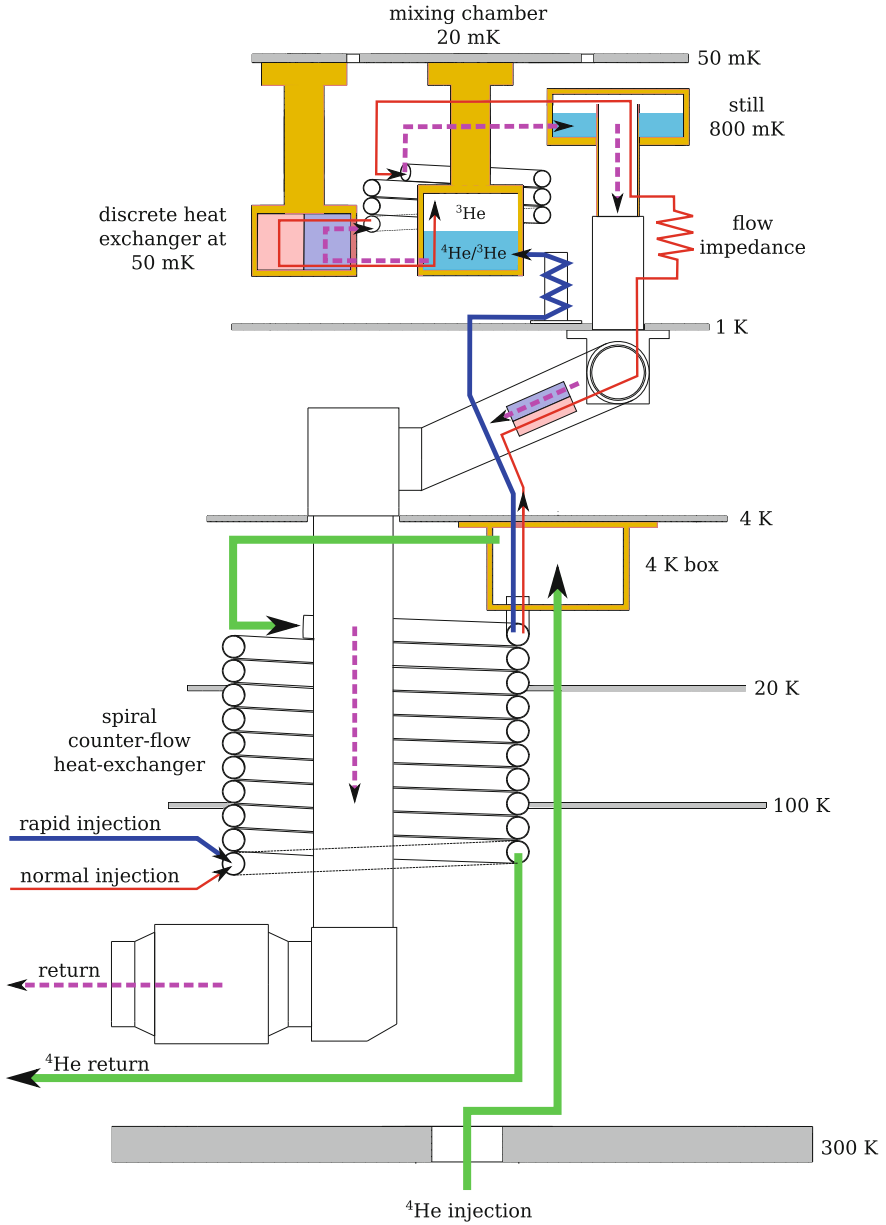 mixing chamber
20 mK
50 mK
still
800 mK
discrete heat
exchanger at
50 mK
³He
⁴He/³He
flow
impedance
1 K
4 K
4 K box
20 K
spiral
counter-flow
heat-exchanger
100 K
rapid injection
normal injection
return
⁴He return
300 K
⁴He injection